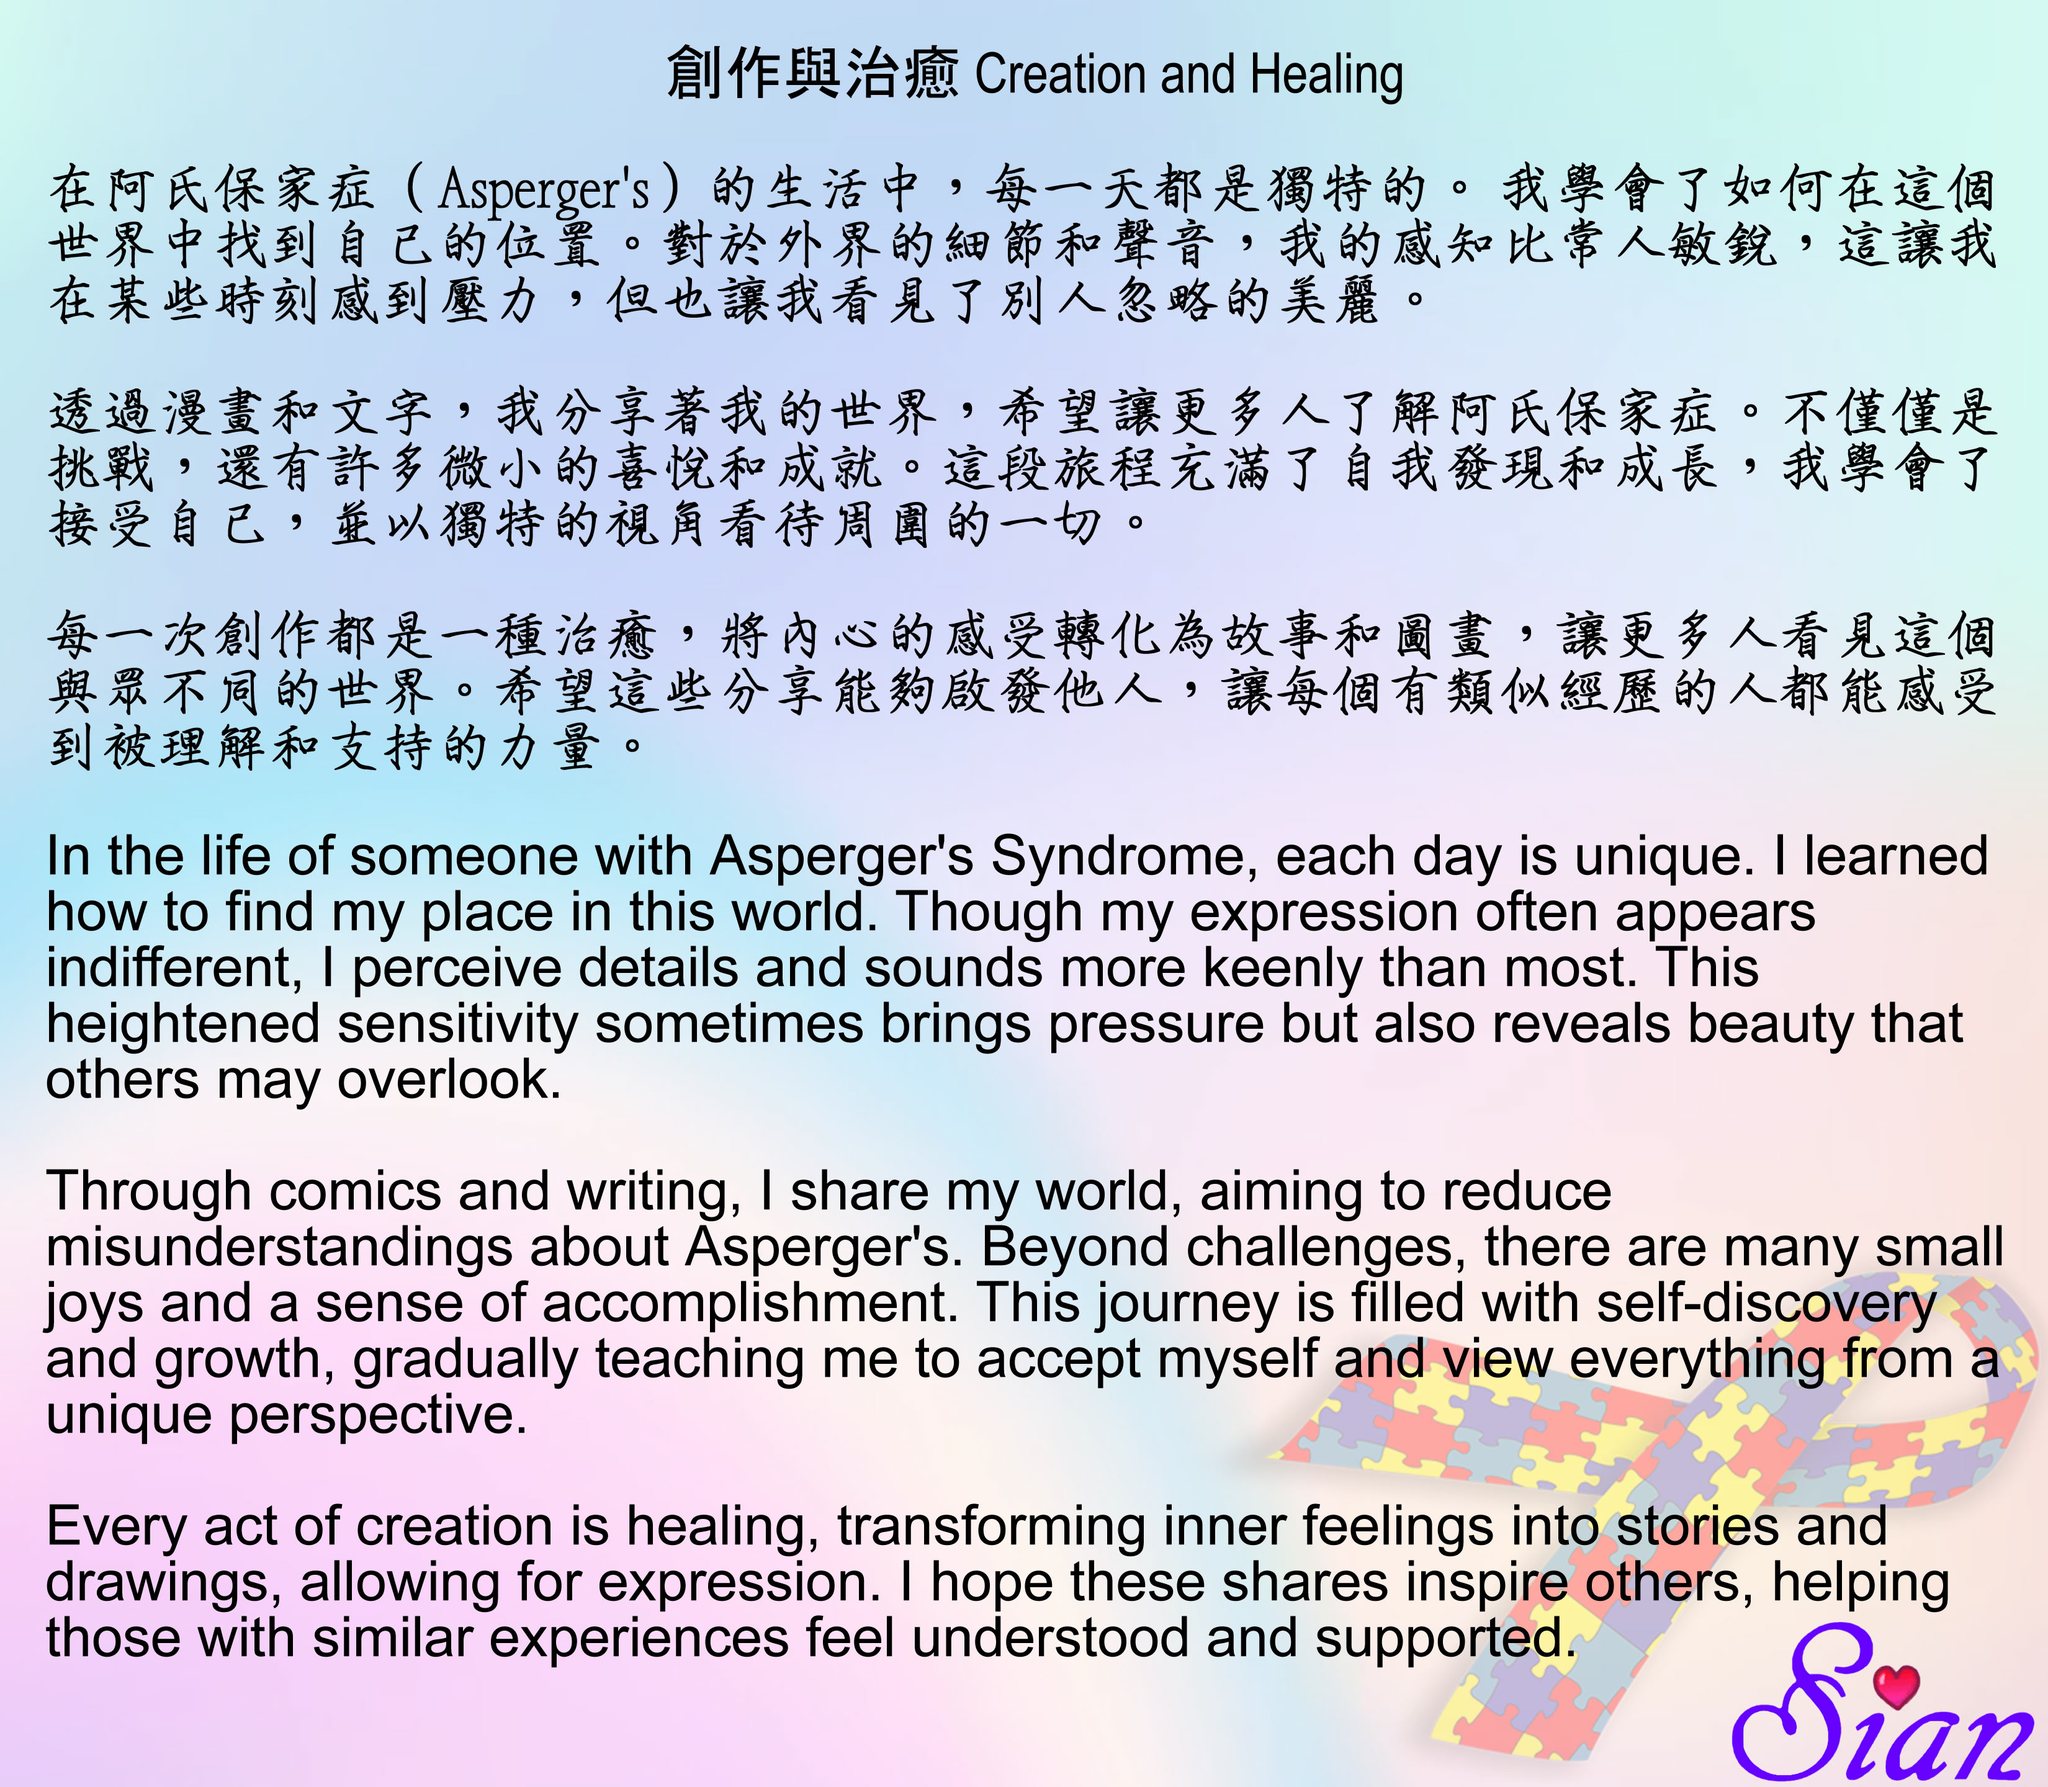 創作與治癒 Creation and Healing
在阿氏保家症（Asperger's）的生活中，每一天都是獨特的。 我學會了如何在這個
世界中找到自己的位置。對於外界的細節和聲音，我的感知比常人敏銳，這讓我
在某些時刻感到壓力，但也讓我看見了別人忽略的美麗。
透過漫畫和文字，我分享著我的世界，希望讓更多人了解阿氏保家症。不僅僅是
挑戰，還有許多微小的喜悅和成就。這段旅程充滿了自我發現和成長，我學會了
接受自己，並以獨特的視角看待周圍的一切。
每一次創作都是一種治癒，將內心的感受轉化為故事和圖畫，讓更多人看見這個
與眾不同的世界。希望這些分享能夠啟發他人，讓每個有類似經歷的人都能感受
到被理解和支持的力量。
In the life of someone with Asperger's Syndrome, each day is unique. I learned
how to find my place in this world. Though my expression often appears
indifferent, I perceive details and sounds more keenly than most. This
heightened sensitivity sometimes brings pressure but also reveals beauty that
others may overlook.
Through comics and writing, I share my world, aiming to reduce
misunderstandings about Asperger's. Beyond challenges, there are many small
joys and a sense of accomplishment. This journey is filled with self-discovery
and growth, gradually teaching me to accept myself and view everything from a
unique perspective.
Every act of creation is healing, transforming inner feelings into stories and
drawings, allowing for expression. I hope these shares inspire others, helping
those with similar experiences feel understood and supported.
Sian